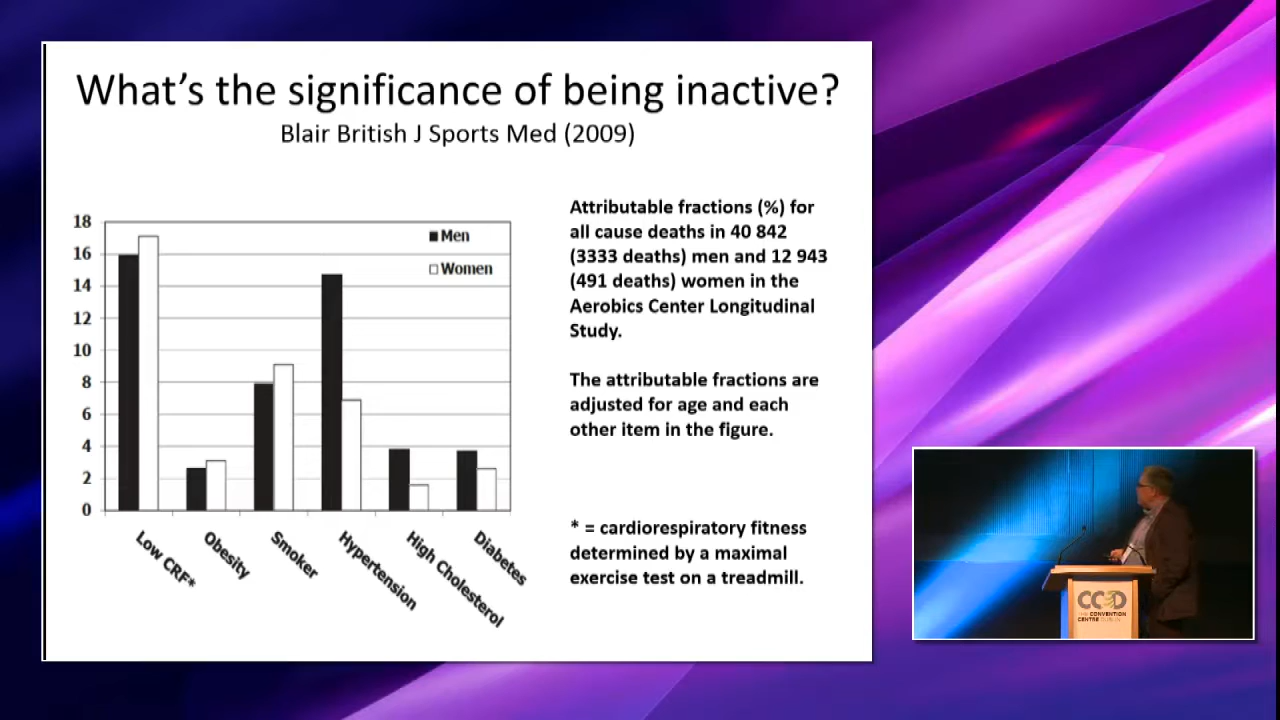 What's the significance of being inactive?
Blair British J Sports Med (2009)
18
16
14
12
10
8
6
4
2
0
Men
Women
Low CRF*
Obesity
Smoker
Hypertension
High Cholesterol
Diabetes
Attributable fractions (%) for
all cause deaths in 40 842
(3333 deaths) men and 12 943
(491 deaths) women in the
Aerobics Center Longitudinal
Study.
The attributable fractions are
adjusted for age and each
other item in the figure.
* = cardiorespiratory fitness
determined by a maximal
exercise test on a treadmill.
CCD
THE CONVENTION
CENTRE DUBLIN